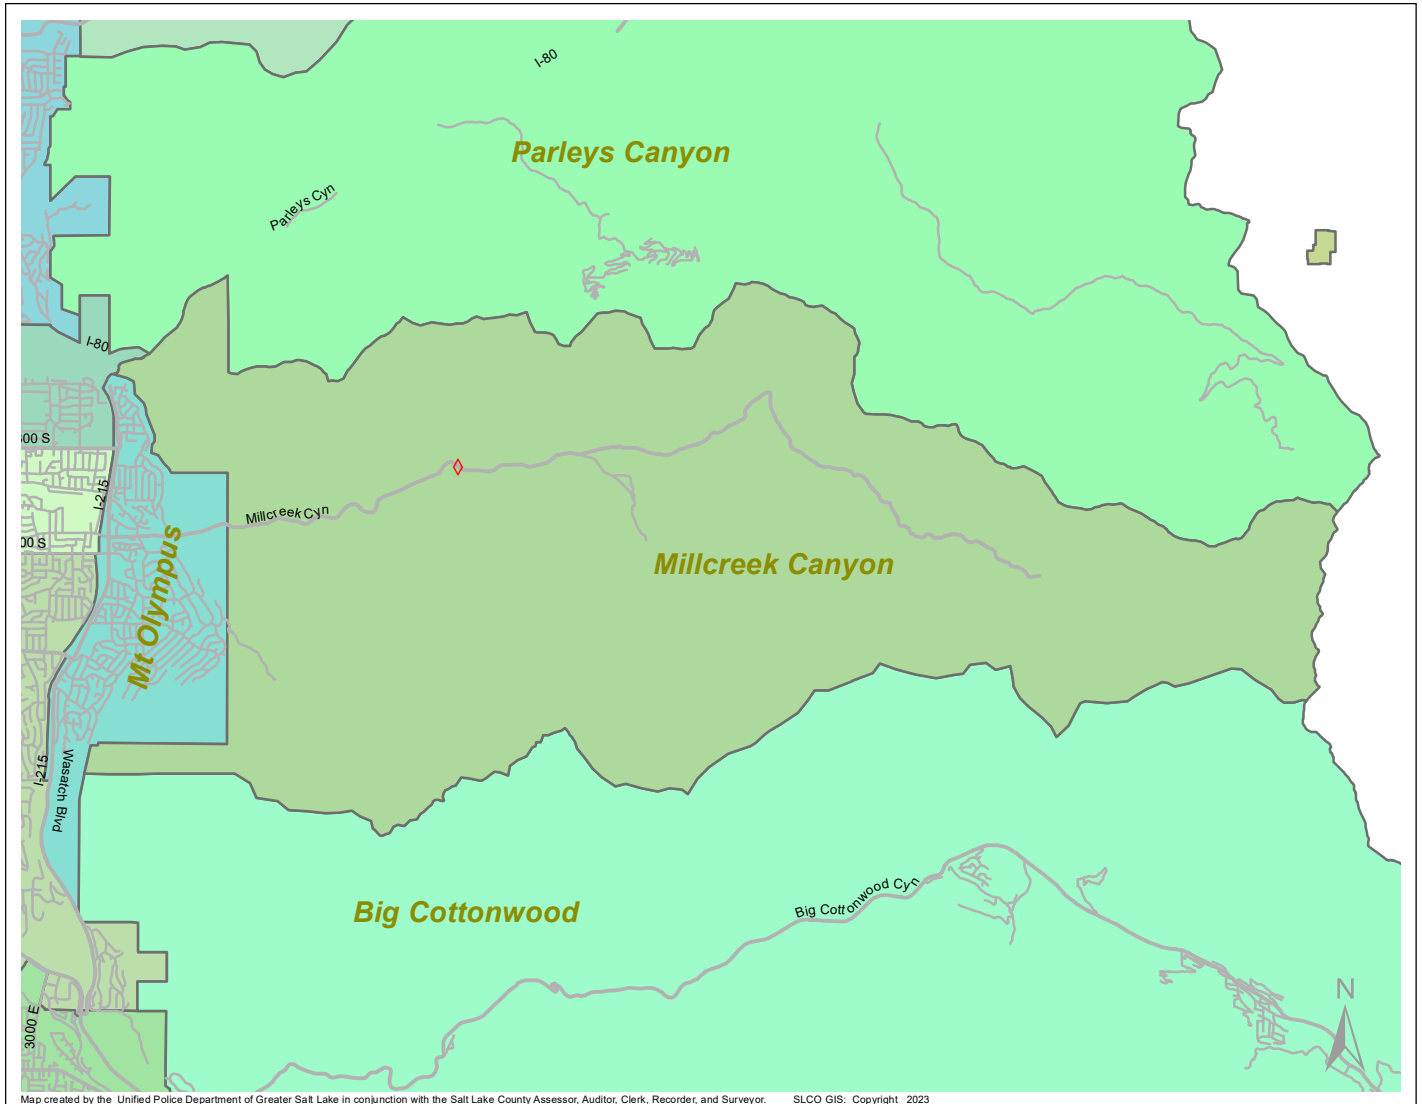 I-80
Parleys Canyon
Parleys Cyn
I-80
00 S
I-215
Millcreek Cyn
00 S
Mt Olympus
Millcreek Canyon
I-215
Wasatch Blvd
Big Cottonwood Cyn
Big Cottonwood
N
3000 E
Map created by the Unified Police Department of Greater Salt Lake in conjunction with the Salt Lake County Assessor, Auditor, Clerk, Recorder, and Surveyor. SLCO GIS: Copyright 2023